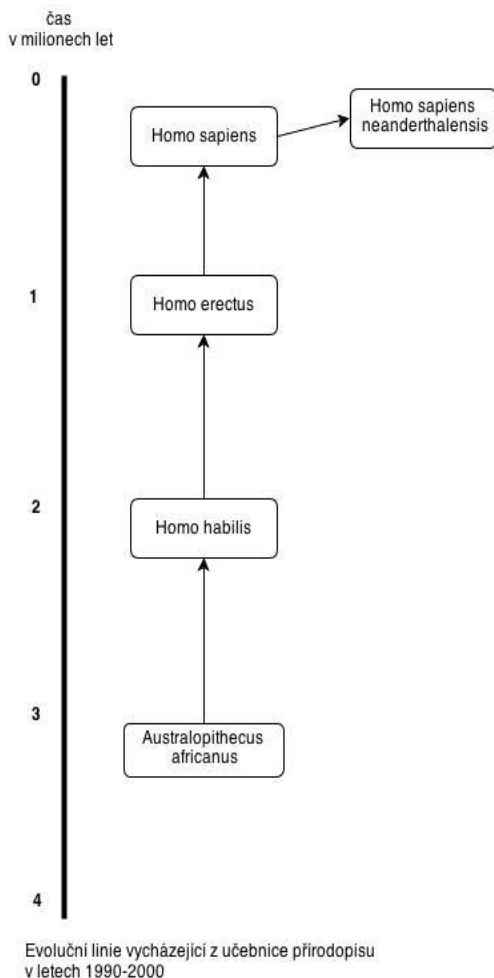 čas
v milionech let
0
Homo sapiens
Homo sapiens
neanderthalensis
1
Homo erectus
2
Homo habilis
3
Australopithecus
africanus
4
Evoluční linie vycházející z učebnice přírodopisu
v letech 1990-2000